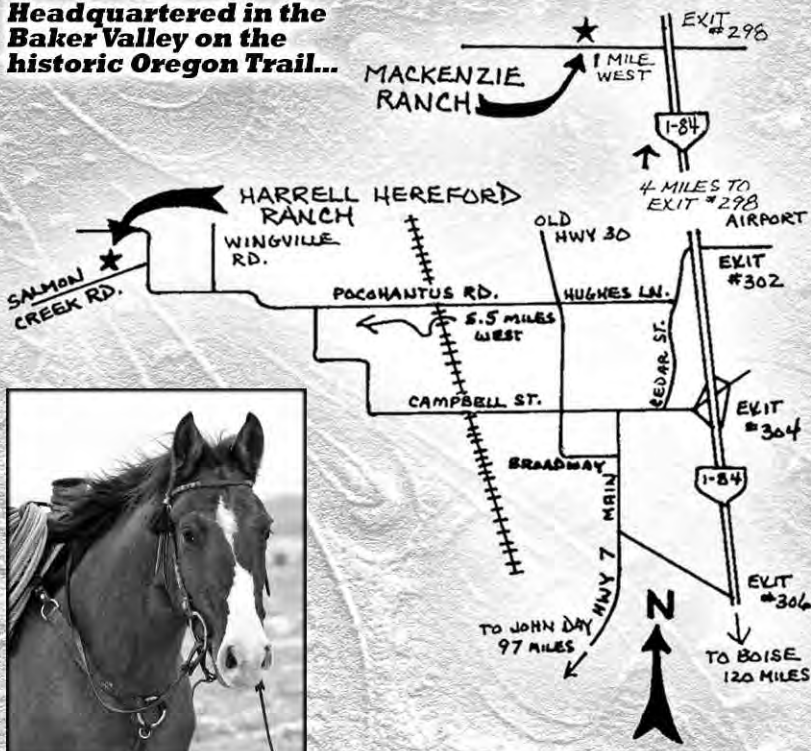 Headquartered in the
Baker Valley on the
historic Oregon Trail...
EXIT
#298
MACKENZIE
RANCH
1 MILE
WEST
I-84
4 MILES TO
EXIT #298
AIRPORT
HARRELL HEREFORD
RANCH
WINGVILLE
RD.
OLD
HWY 30
EXIT
#302
SALMON
CREEK RD.
POCOHANTUS RD.
HUGHES LN.
5.5 MILES
WEST
CEDAR ST.
CAMPBELL ST.
EXIT
#304
BROADWAY
MAIN
I-84
HWY 7
EXIT
#306
N
TO JOHN DAY
97 MILES
TO BOISE
120 MILES